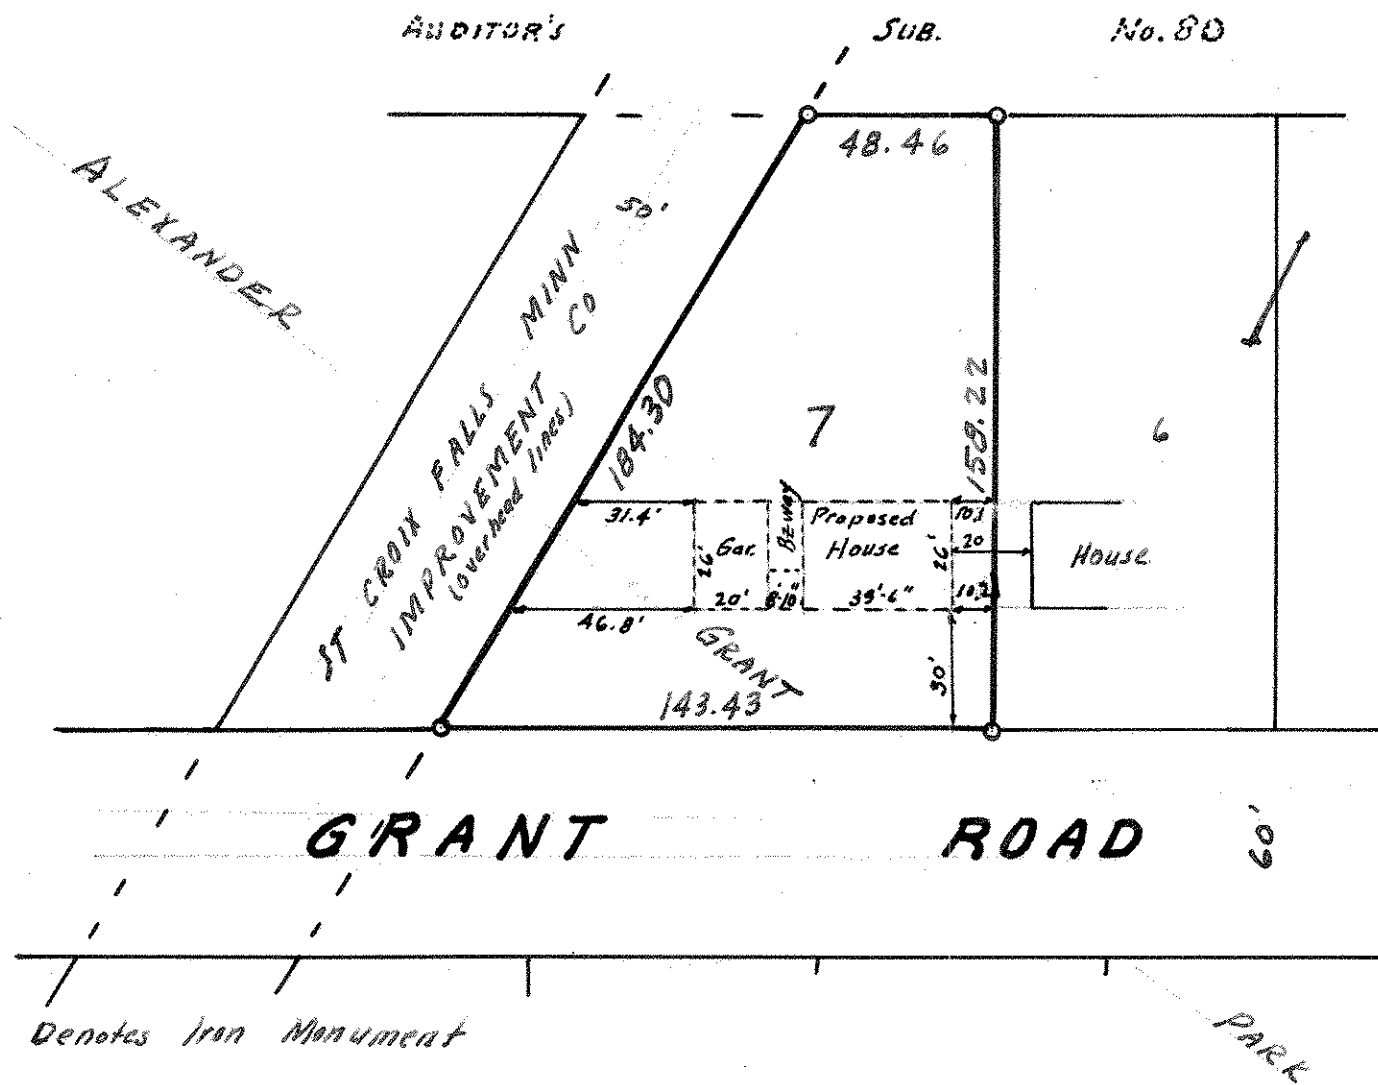 AUDITOR'S SUB. No. 80
48.46
ALEXANDER
50'
ST CROIX FALLS MINN
IMPROVEMENT CO
(overhead lines)
184.30
7
158.22
6
31.4'
Gar.
26'
20'
Bzway
8'-10"
Proposed
House
26'
39'-6"
10.1
20
10.2
House
46.8'
GRANT
30'
143.43
GRANT ROAD
60'
Denotes Iron Monument
PARK